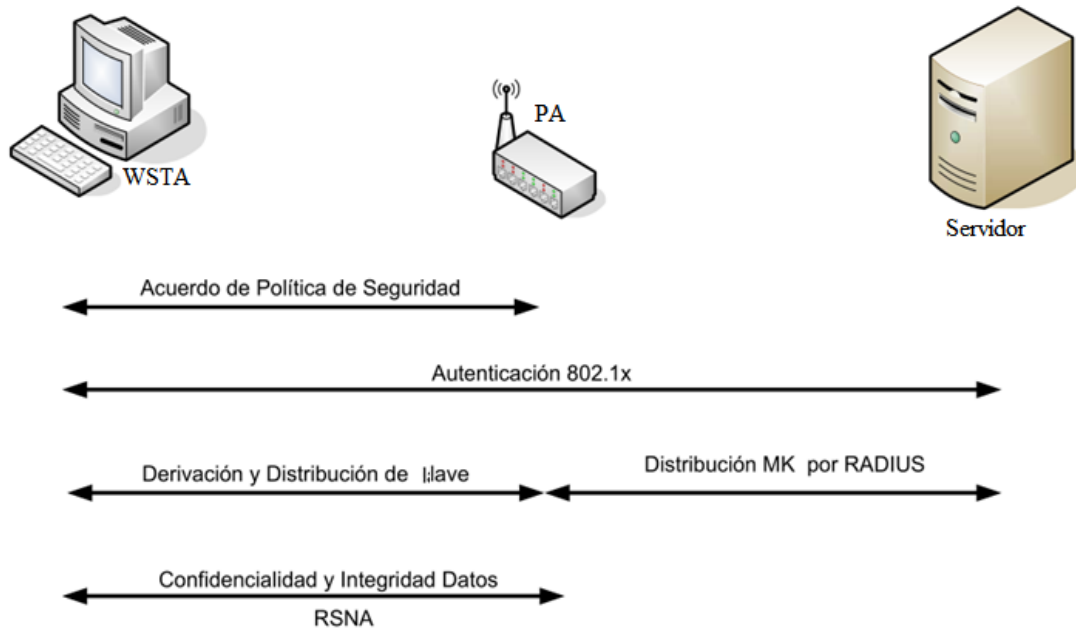 PA
WSTA
Servidor
Acuerdo de Política de Seguridad
Autenticación 802.1x
Derivación y Distribución de
Distribución MK por RADIUS
Confidencialidad y Integridad Datos
RSNA